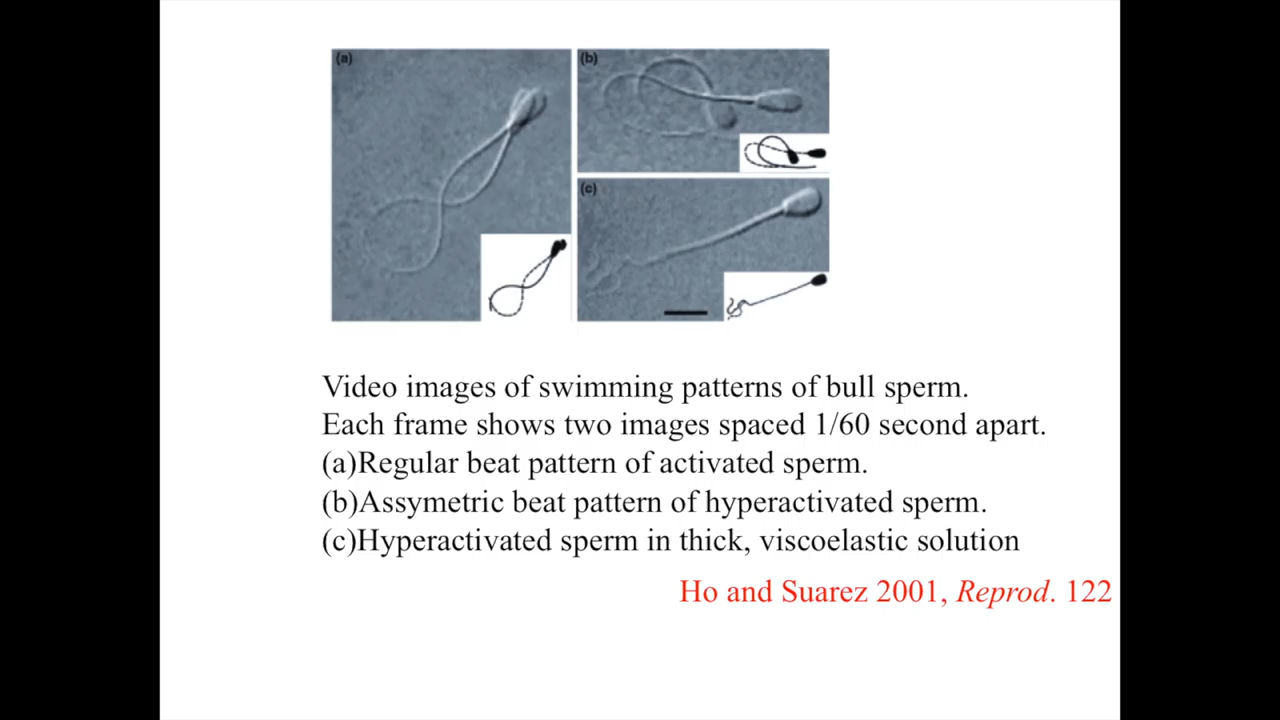 (a)
(b)
(c)
Video images of swimming patterns of bull sperm.
Each frame shows two images spaced 1/60 second apart.
(a)Regular beat pattern of activated sperm.
(b)Assymetric beat pattern of hyperactivated sperm.
(c)Hyperactivated sperm in thick, viscoelastic solution
Ho and Suarez 2001, Reprod. 122